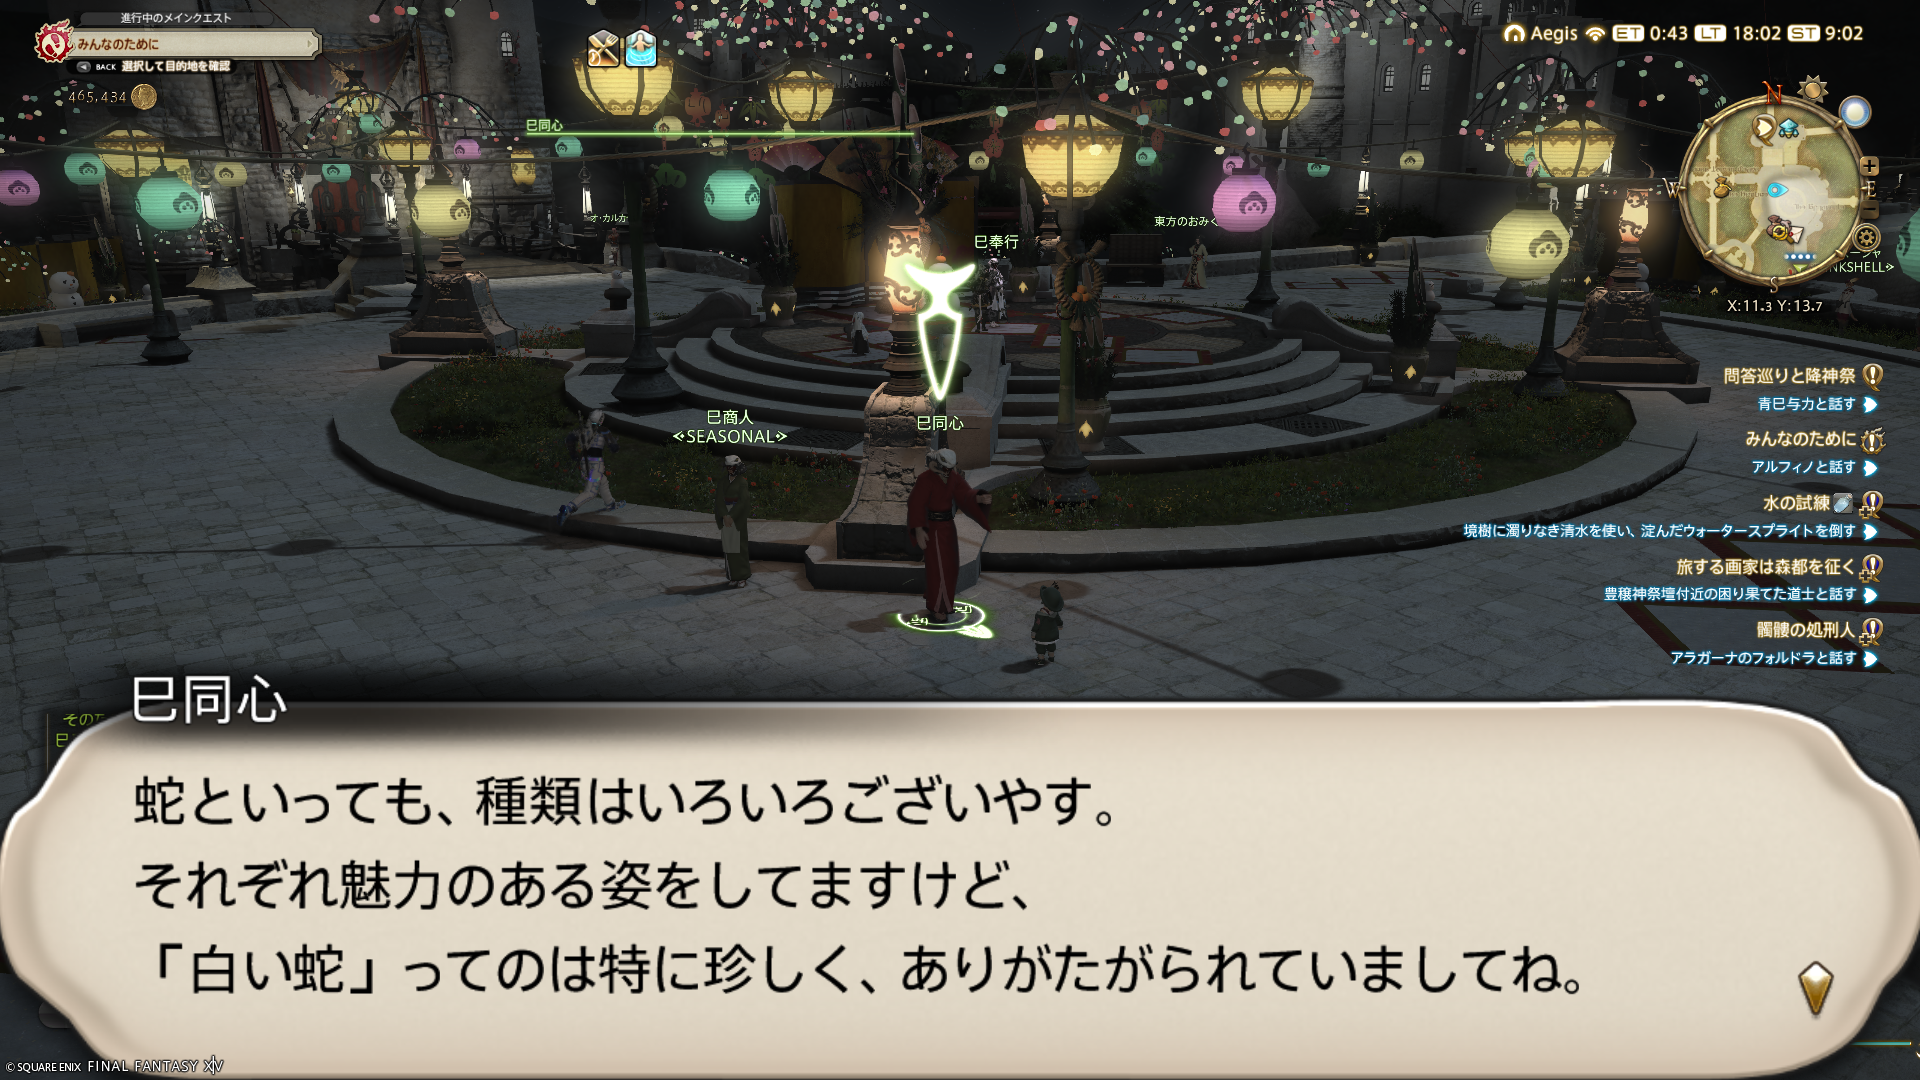 進行中のメインクエスト
みんなのために
BACK 選択して目的地を確認
465,434
Aegis ET 0:43 LT 18:02 ST 9:02
巳同心
N
W
E
S
X:11.3 Y:13.7
オ・カルカ
巳奉行
東方のおみく
NKSHELL
巳商人
SEASONAL
巳同心
問答巡りと降神祭
青巳与力と話す
みんなのために
アルフィノと話す
水の試練
境樹に濁りなき清水を使い、淀んだウォータースプライトを倒す
旅する画家は森都を征く
豊穣神祭壇付近の困り果てた道士と話す
髑髏の処刑人
アラガーナのフォルドラと話す
その
巳同心
蛇といっても、種類はいろいろございやす。
それぞれ魅力のある姿をしてますけど、
「白い蛇」ってのは特に珍しく、ありがたがられていましてね。
© SQUARE ENIX FINAL FANTASY XIV